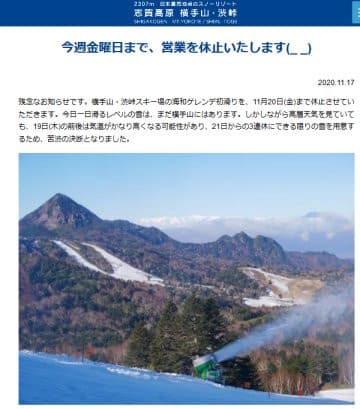 2307m 日本最高地点のスノーリゾート
志賀高原 横手山・渋峠
SHIGAKOGEN MT.YOKOTE / SHIBU-TOGE
今週金曜日まで、営業を休止いたします(_ _)
2020.11.17
残念なお知らせです。横手山・渋峠スキー場の海和ゲレンデ初滑りを、11月20日(金)まで休止させてい
ただきます。今日一日滑るレベルの雪は、まだ横手山にはあります。しかしながら高層天気を見ていて
も、19日(木)の前後は気温がかなり高くなる可能性があり、21日からの3連休にできる限りの雪を用意す
るため、苦渋の決断となりました。